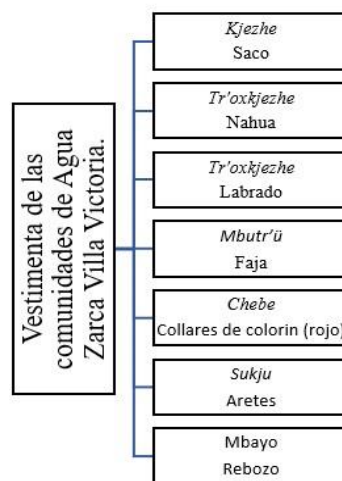 Vestimenta de las
comunidades de Agua
Zarca Villa Victoria.
Kjezhe
Saco
Tr'oxkjezhe
Nahua
Tr'oxkjezhe
Labrado
Mbutr'ü
Faja
Chebe
Collares de colorin (rojo)
Sukju
Aretes
Mbayo
Rebozo